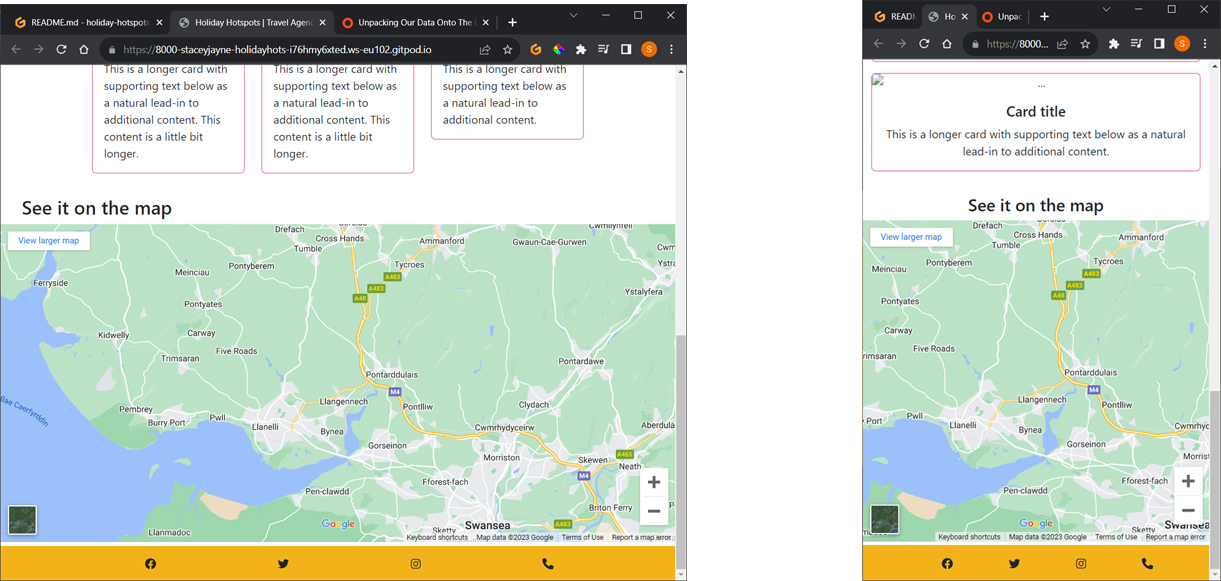 README.md - holiday-hotspots
Holiday Hotspots | Travel Agen
Unpacking Our Data Onto The
https://8000-staceyjayne-holidayhots-i76hmy6xted.ws-eu102.gitpod.io
S
This is a longer card with
supporting text below as
a natural lead-in to
additional content. This
content is a little bit
longer.
This is a longer card with
supporting text below as
a natural lead-in to
additional content. This
content is a little bit
longer.
This is a longer card with
supporting text below as
a natural lead-in to
additional content.
See it on the map
View larger map
Drefach
Cross Hands
Tumble
Ammanford
Gwaun-Cae-Gurwen
Cwmllynfell
Cwm
Ystra
Meinciau
Pontyberem
Tycroes
A483
A483
A48
Ferryside
Ystalyfera
Pontyates
Kidwelly
Carway
Five Roads
Trimsaran
Pontardawe
Pontarddulais
M4
Bae Caerfyrddin
Pembrey
Burry Port
Pwll
Llangennech
Pontlliw
Clydach
Llanelli
Bynea
Cwmrhydyceirw
Aberdula
Gorseinon
Morriston
Skewen
A465
Neath
M4
Fforest-fach
Pen-clawdd
Briton Ferry
Llanmadoc
Google
Sketty
Swansea
A483
Pa
Keyboard shortcuts
Map data ©2023 Google
Terms of Use
Report a map error
READ
Ho
Unpac
https://8000...
S
...
Card title
This is a longer card with supporting text below as a natural
lead-in to additional content.
See it on the map
View larger map
Drefach
Cross Hands
Tumble
Ammanford
Meinciau
Pontyberem
Tycroes
A483
A483
A48
Pontyates
Carway
Five Roads
rimsaran
Pontarddulais
M4
y Port
Pwll
Llangennech
Pontlliw
Llanelli
Bynea
Cwmrhyc
Gorseinon
Morris
Fforest-fach
Pen-clawdd
Google
Sketty
Swansea
Keyboard shortcuts
Map data ©2023 Google
Terms of Use
Report a map error